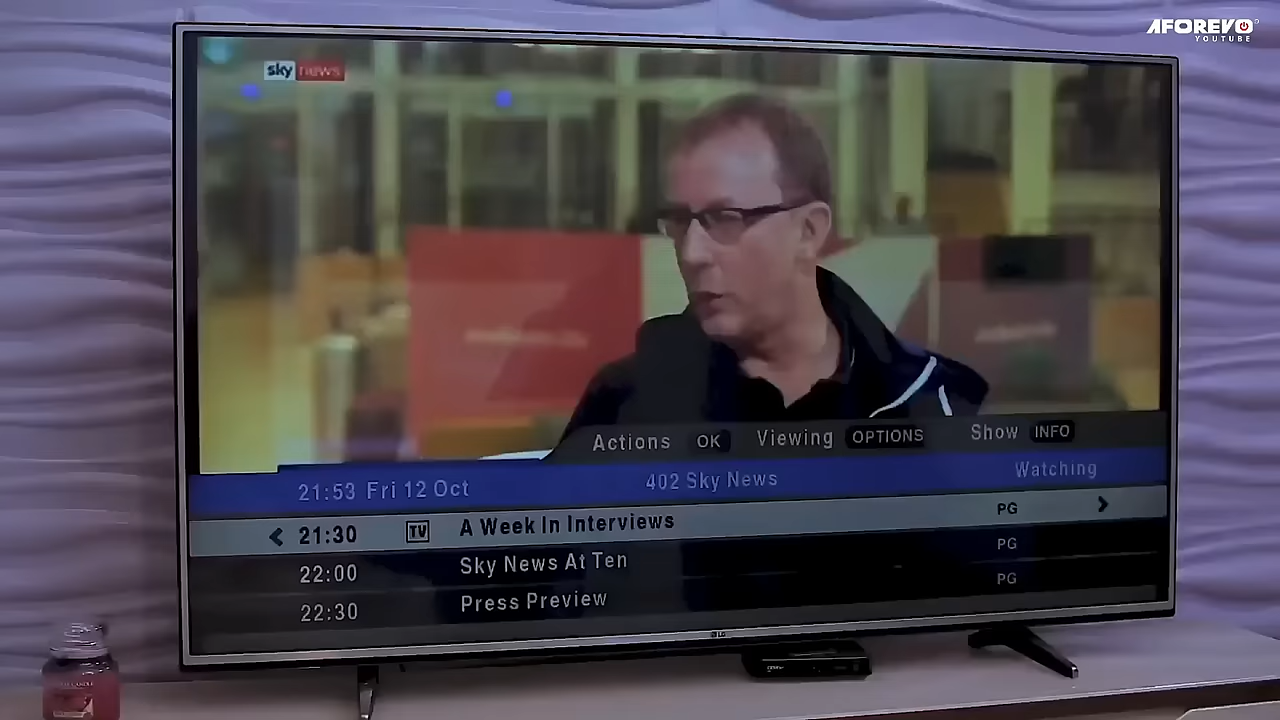 AFOREVO
YOUTUBE
sky news
Actions OK Viewing OPTIONS Show INFO
21:53 Fri 12 Oct 402 Sky News Watching
21:30 TV A Week In Interviews PG
22:00 Sky News At Ten PG
22:30 Press Preview PG
LG